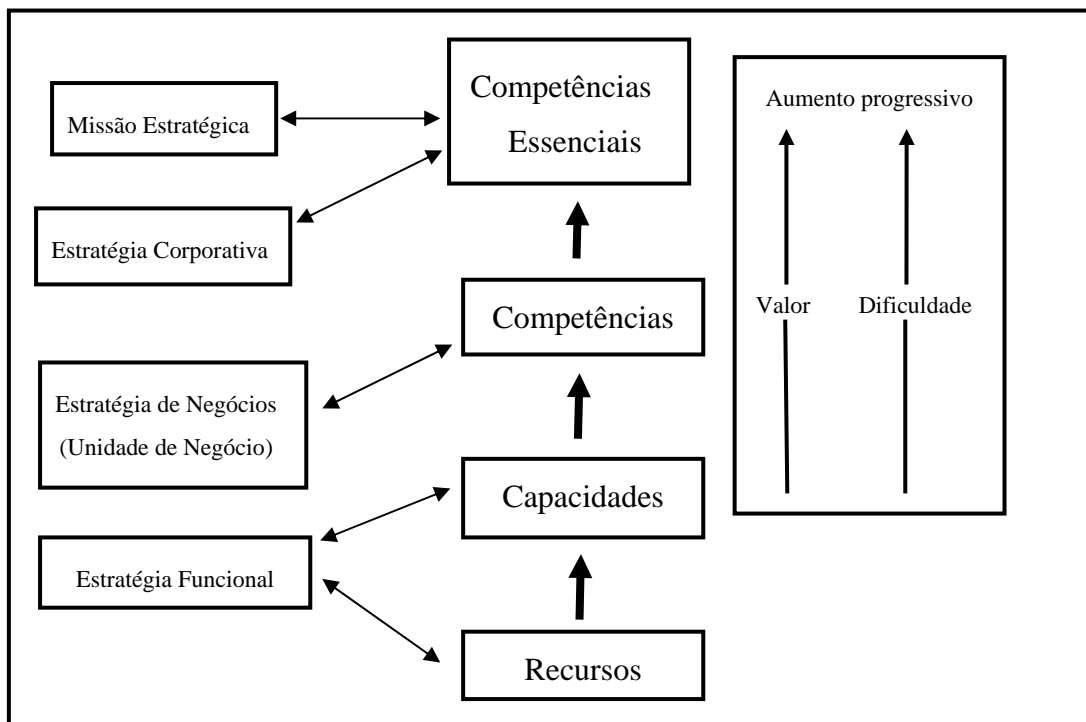 Competências
Essenciais
Missão Estratégica
Estratégia Corporativa
Competências
Estratégia de Negócios
(Unidade de Negócio)
Capacidades
Estratégia Funcional
Recursos
Aumento progressivo
Valor
Dificuldade